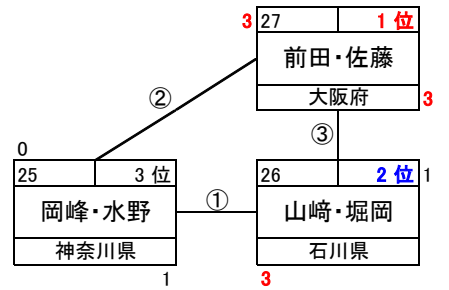 3 27 1 位
前田・佐藤
大阪府 3
②
③
0
25 3 位
岡峰・水野
神奈川県
1
①
26 2 位 1
山﨑・堀岡
石川県
3